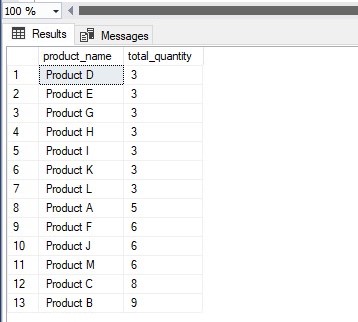 100 %
Results Messages
product_name total_quantity
1 Product D 3
2 Product E 3
3 Product G 3
4 Product H 3
5 Product I 3
6 Product K 3
7 Product L 3
8 Product A 5
9 Product F 6
10 Product J 6
11 Product M 6
12 Product C 8
13 Product B 9